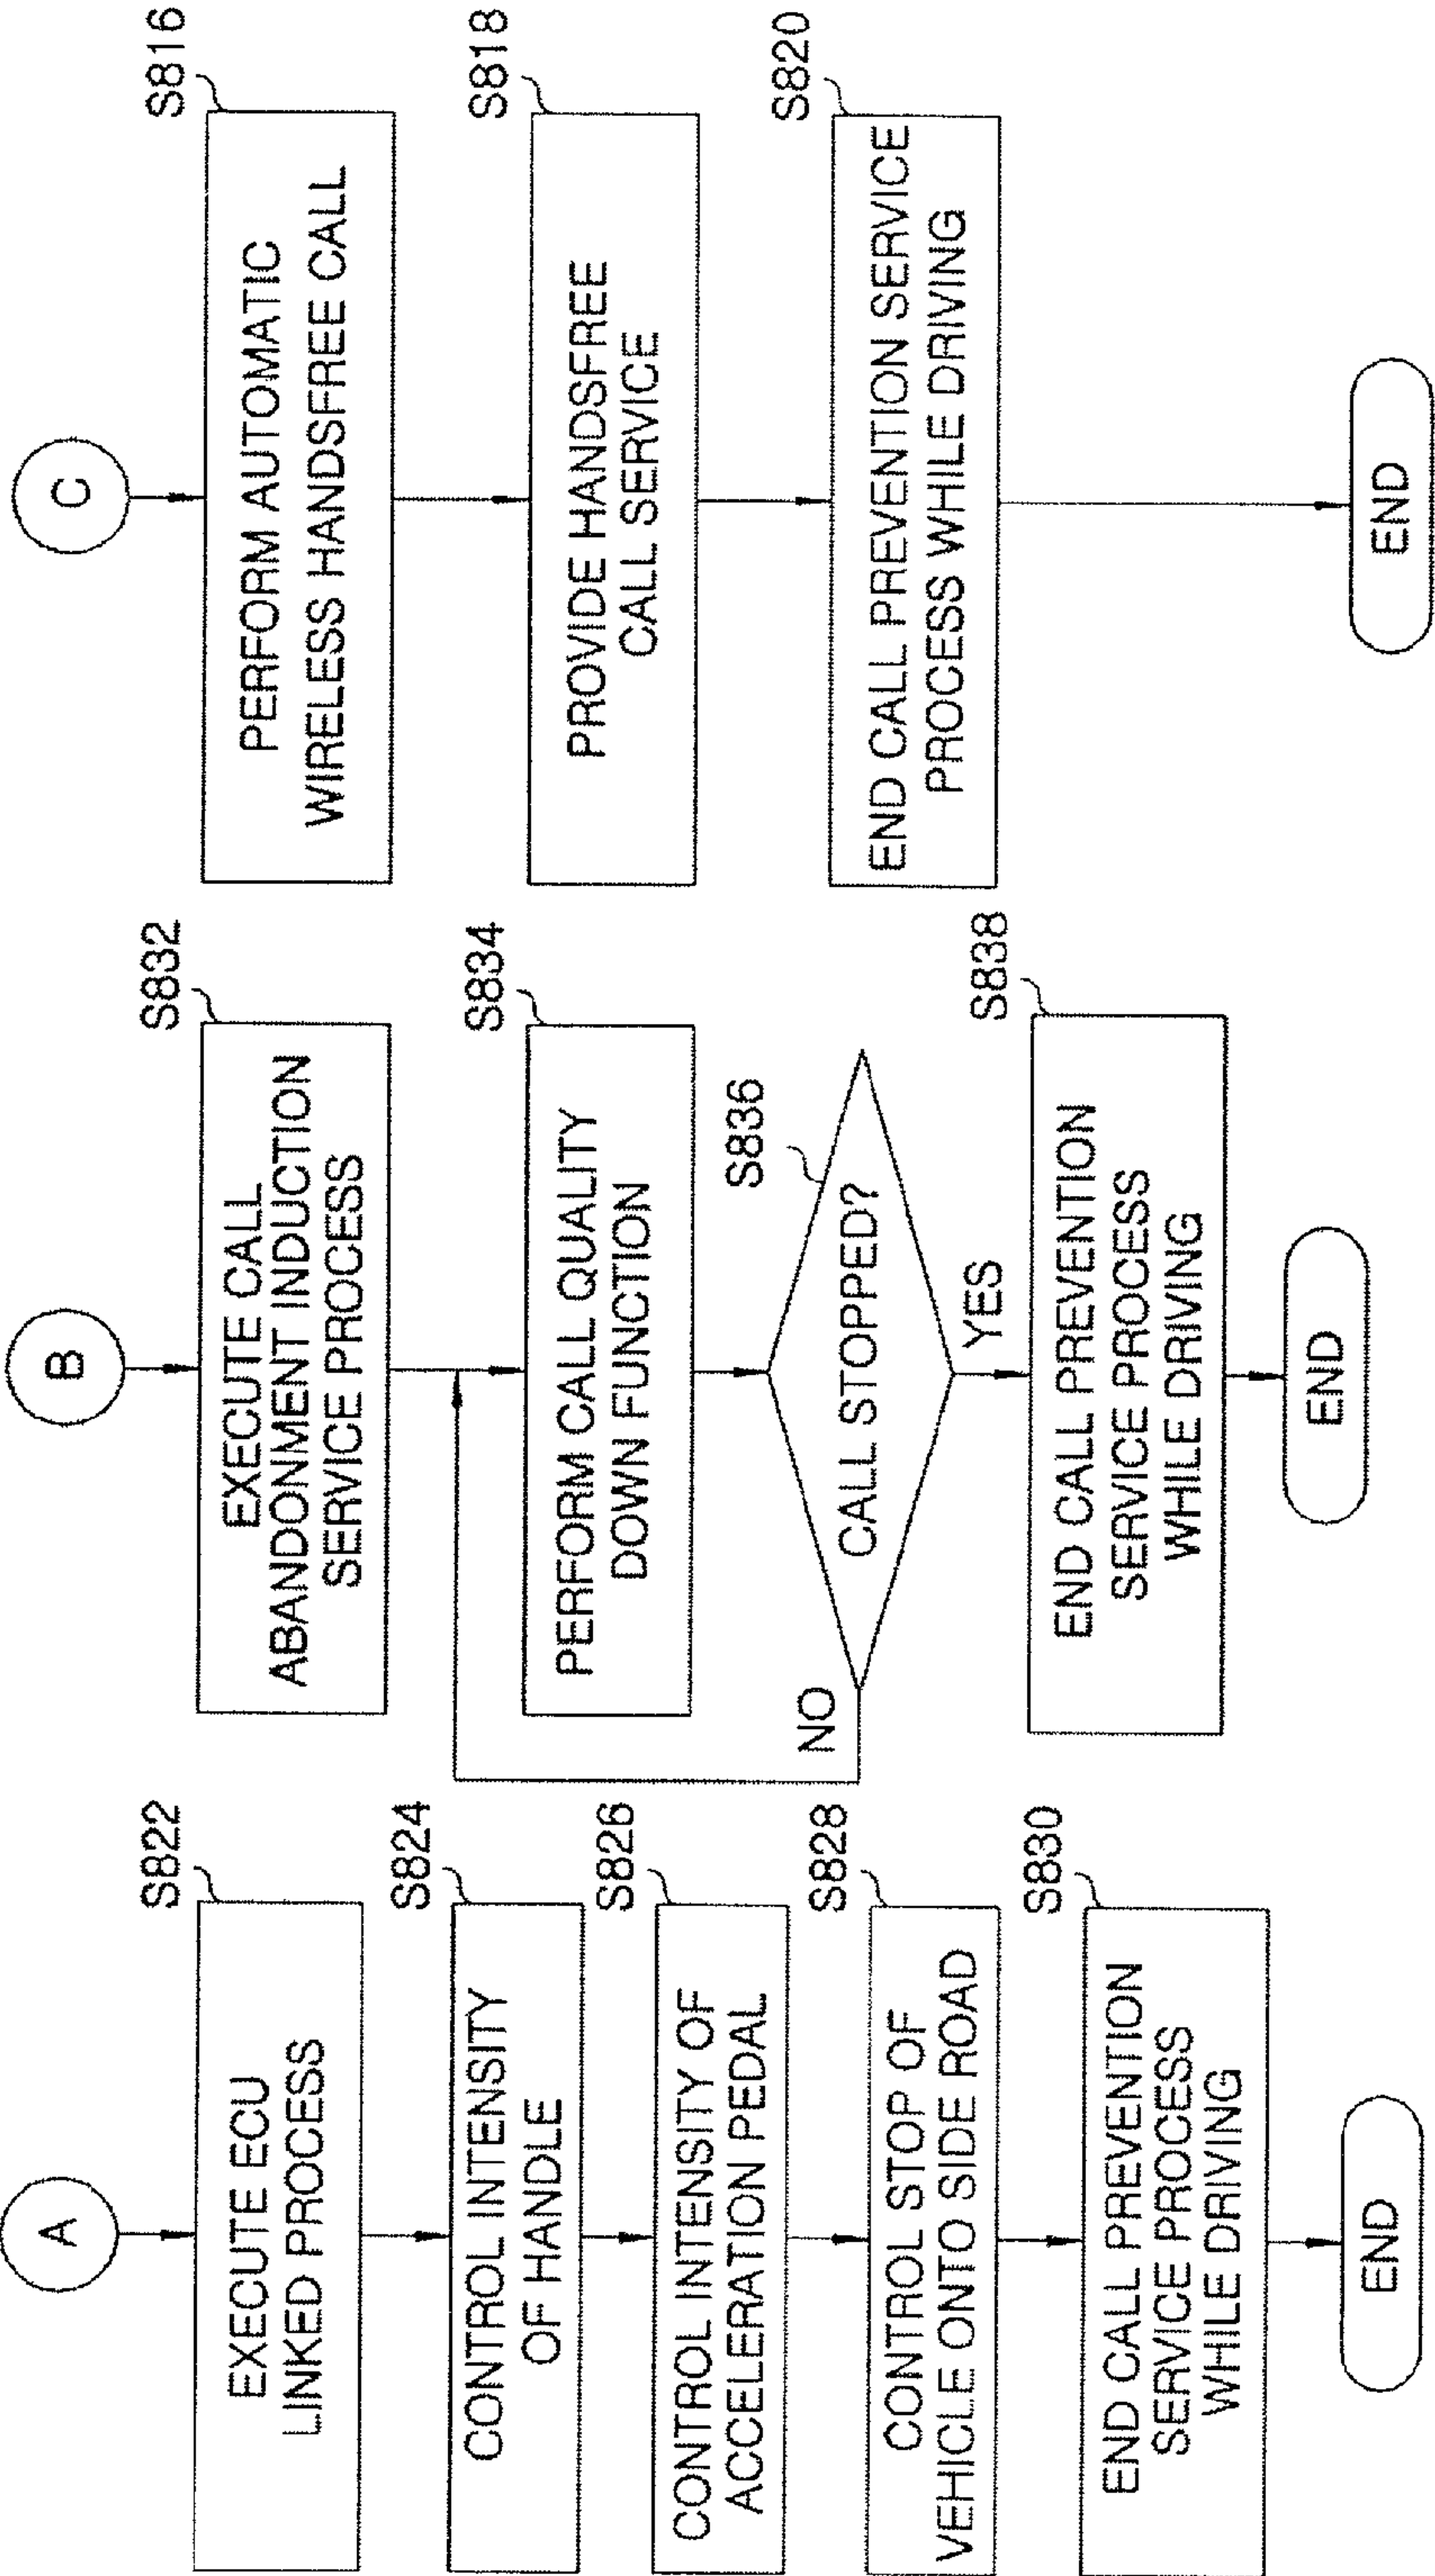 A
S822
EXECUTE ECU
LINKED PROCESS
S824
CONTROL INTENSITY
OF HANDLE
S826
CONTROL INTENSITY OF
ACCELERATION PEDAL
S828
CONTROL STOP OF
VEHICLE ONTO SIDE ROAD
S830
END CALL PREVENTION
SERVICE PROCESS
WHILE DRIVING
END
B
S832
EXECUTE CALL
ABANDONMENT INDUCTION
SERVICE PROCESS
S834
PERFORM CALL QUALITY
DOWN FUNCTION
S836
CALL STOPPED?
NO
YES
S838
END CALL PREVENTION
SERVICE PROCESS
WHILE DRIVING
END
C
S816
PERFORM AUTOMATIC
WIRELESS HANDSFREE CALL
S818
PROVIDE HANDSFREE
CALL SERVICE
S820
END CALL PREVENTION SERVICE
PROCESS WHILE DRIVING
END